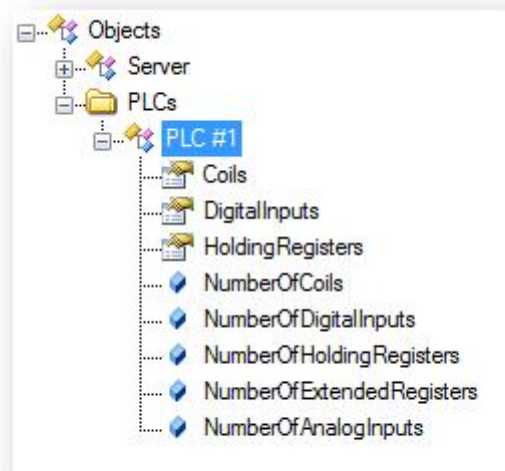 Objects
Server
PLCs
PLC #1
Coils
DigitalInputs
HoldingRegisters
NumberOfCoils
NumberOfDigitalInputs
NumberOfHoldingRegisters
NumberOfExtendedRegisters
NumberOfAnalogInputs